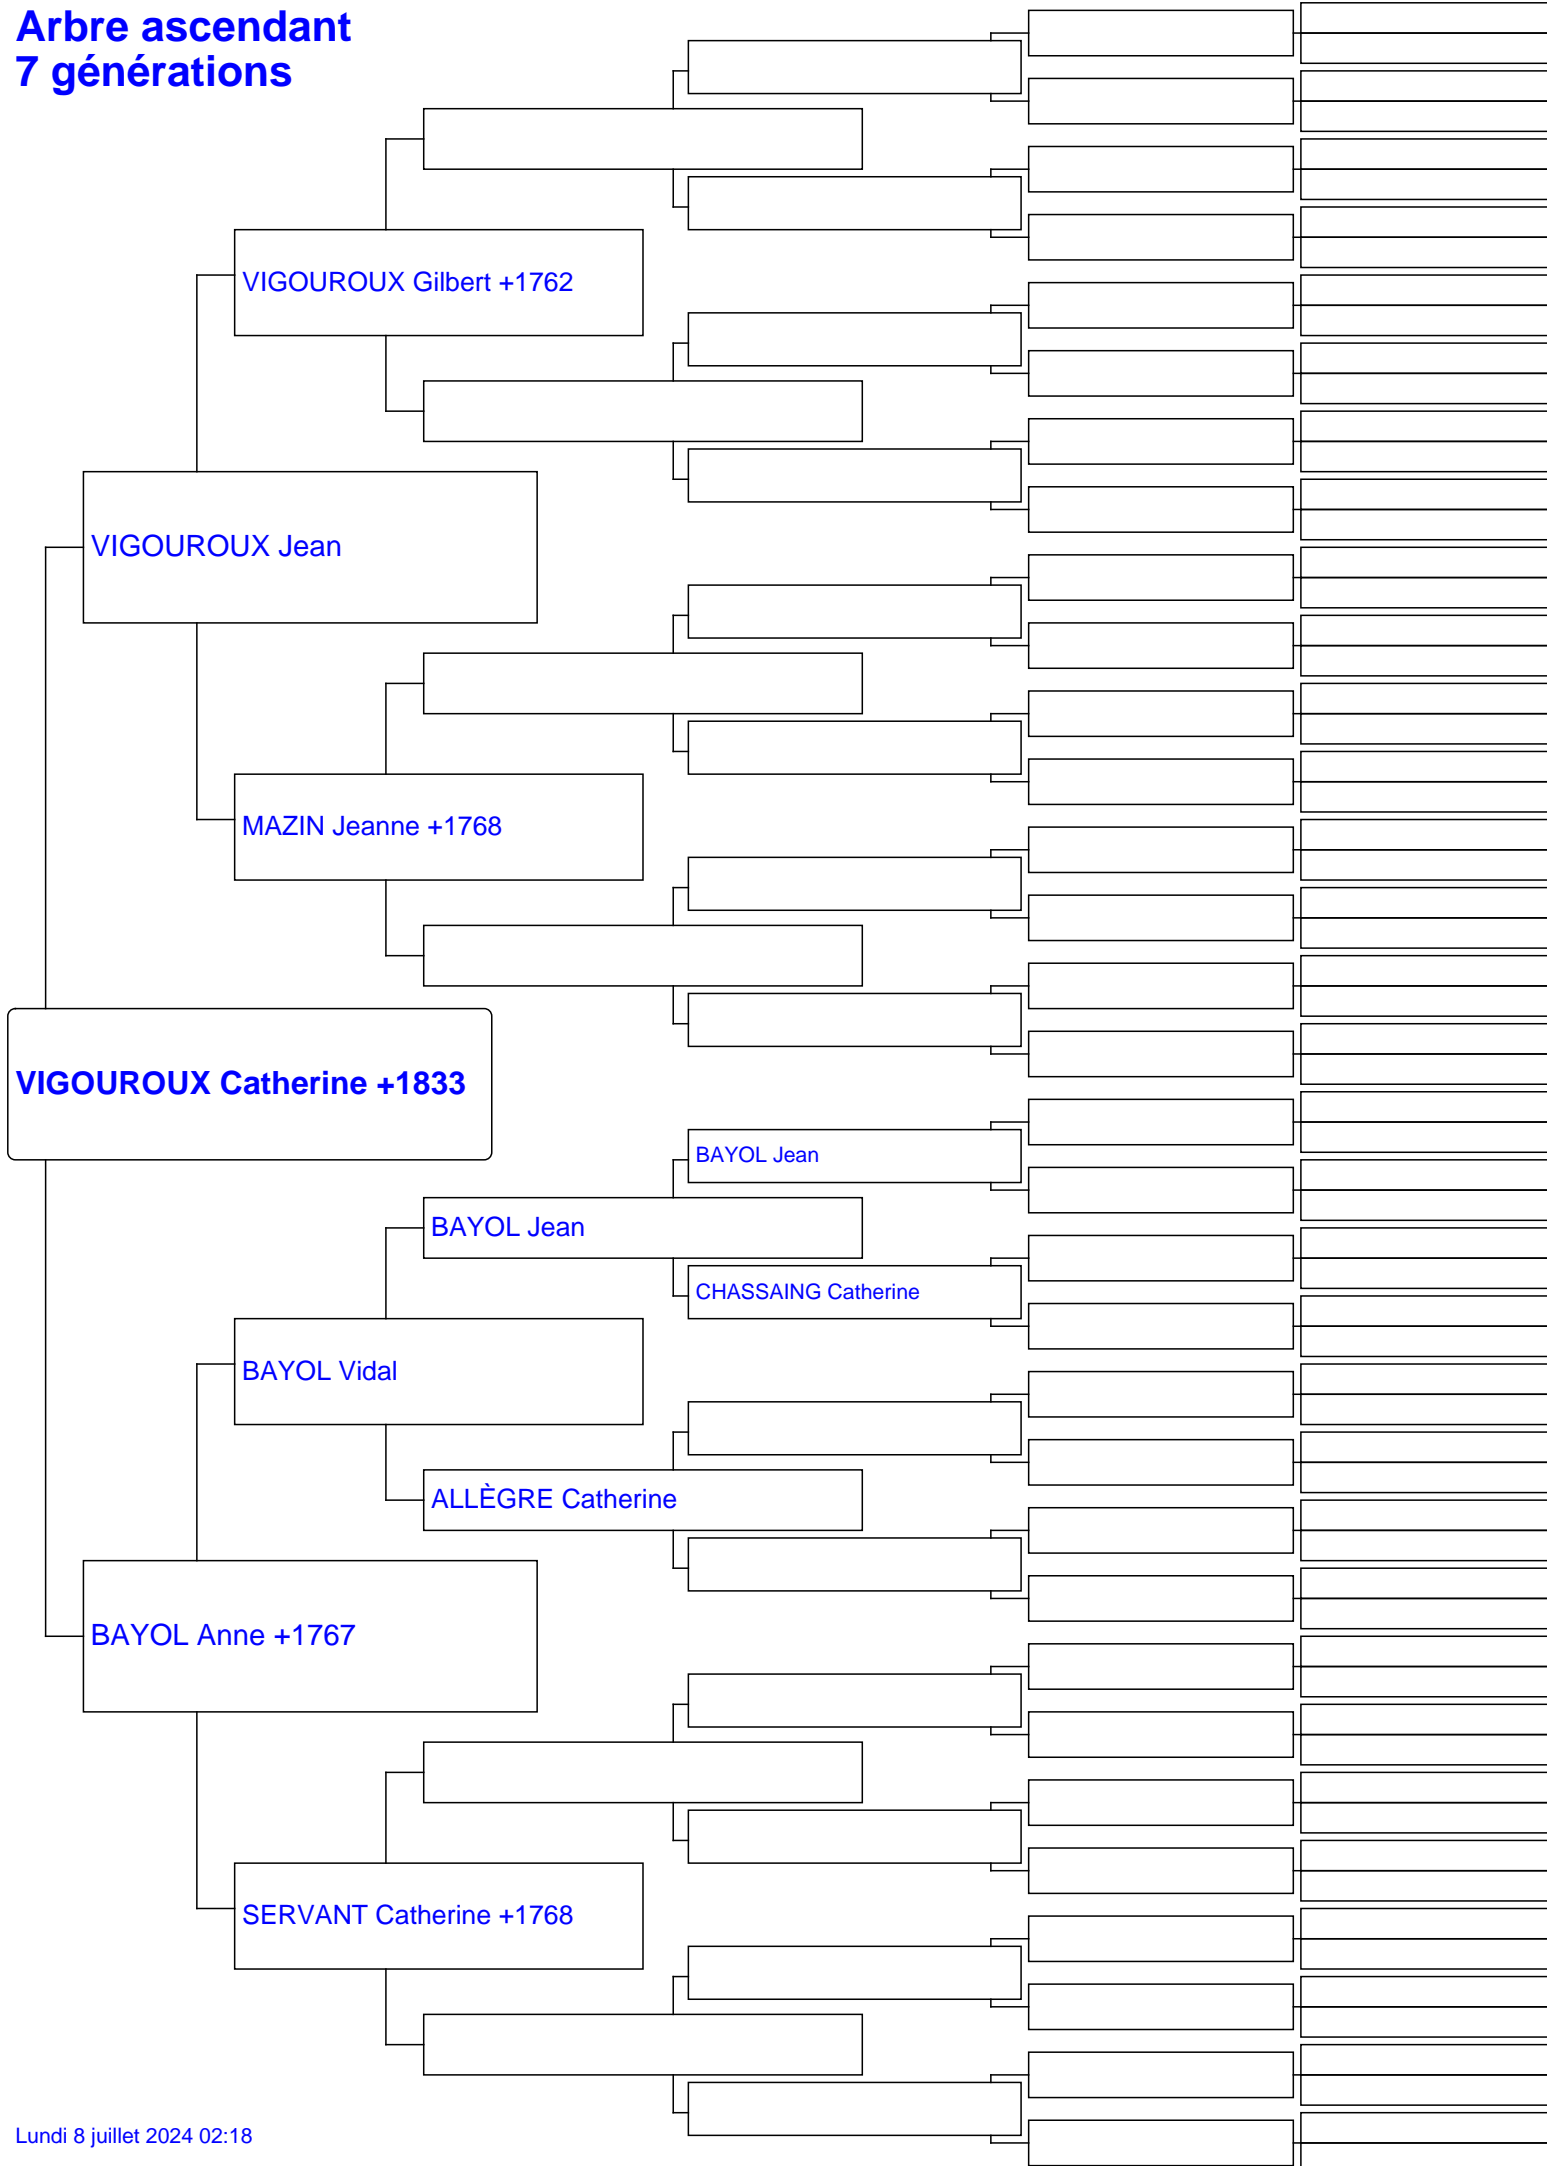 Arbre ascendant
7 générations
VIGOUROUX Gilbert +1762
VIGOUROUX Jean
MAZIN Jeanne +1768
VIGOUROUX Catherine +1833
BAYOL Jean
BAYOL Jean
CHASSAING Catherine
BAYOL Vidal
ALLÈGRE Catherine
BAYOL Anne +1767
SERVANT Catherine +1768
Lundi 8 juillet 2024 02:18